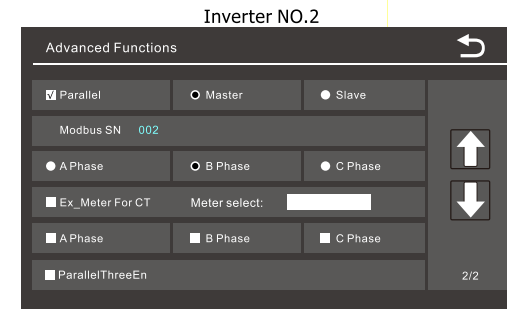 Inverter NO.2
Advanced Functions
Parallel Master Slave
Modbus SN 002
A Phase B Phase C Phase
Ex_Meter For CT Meter select:
A Phase B Phase C Phase
ParallelThreeEn
2/2